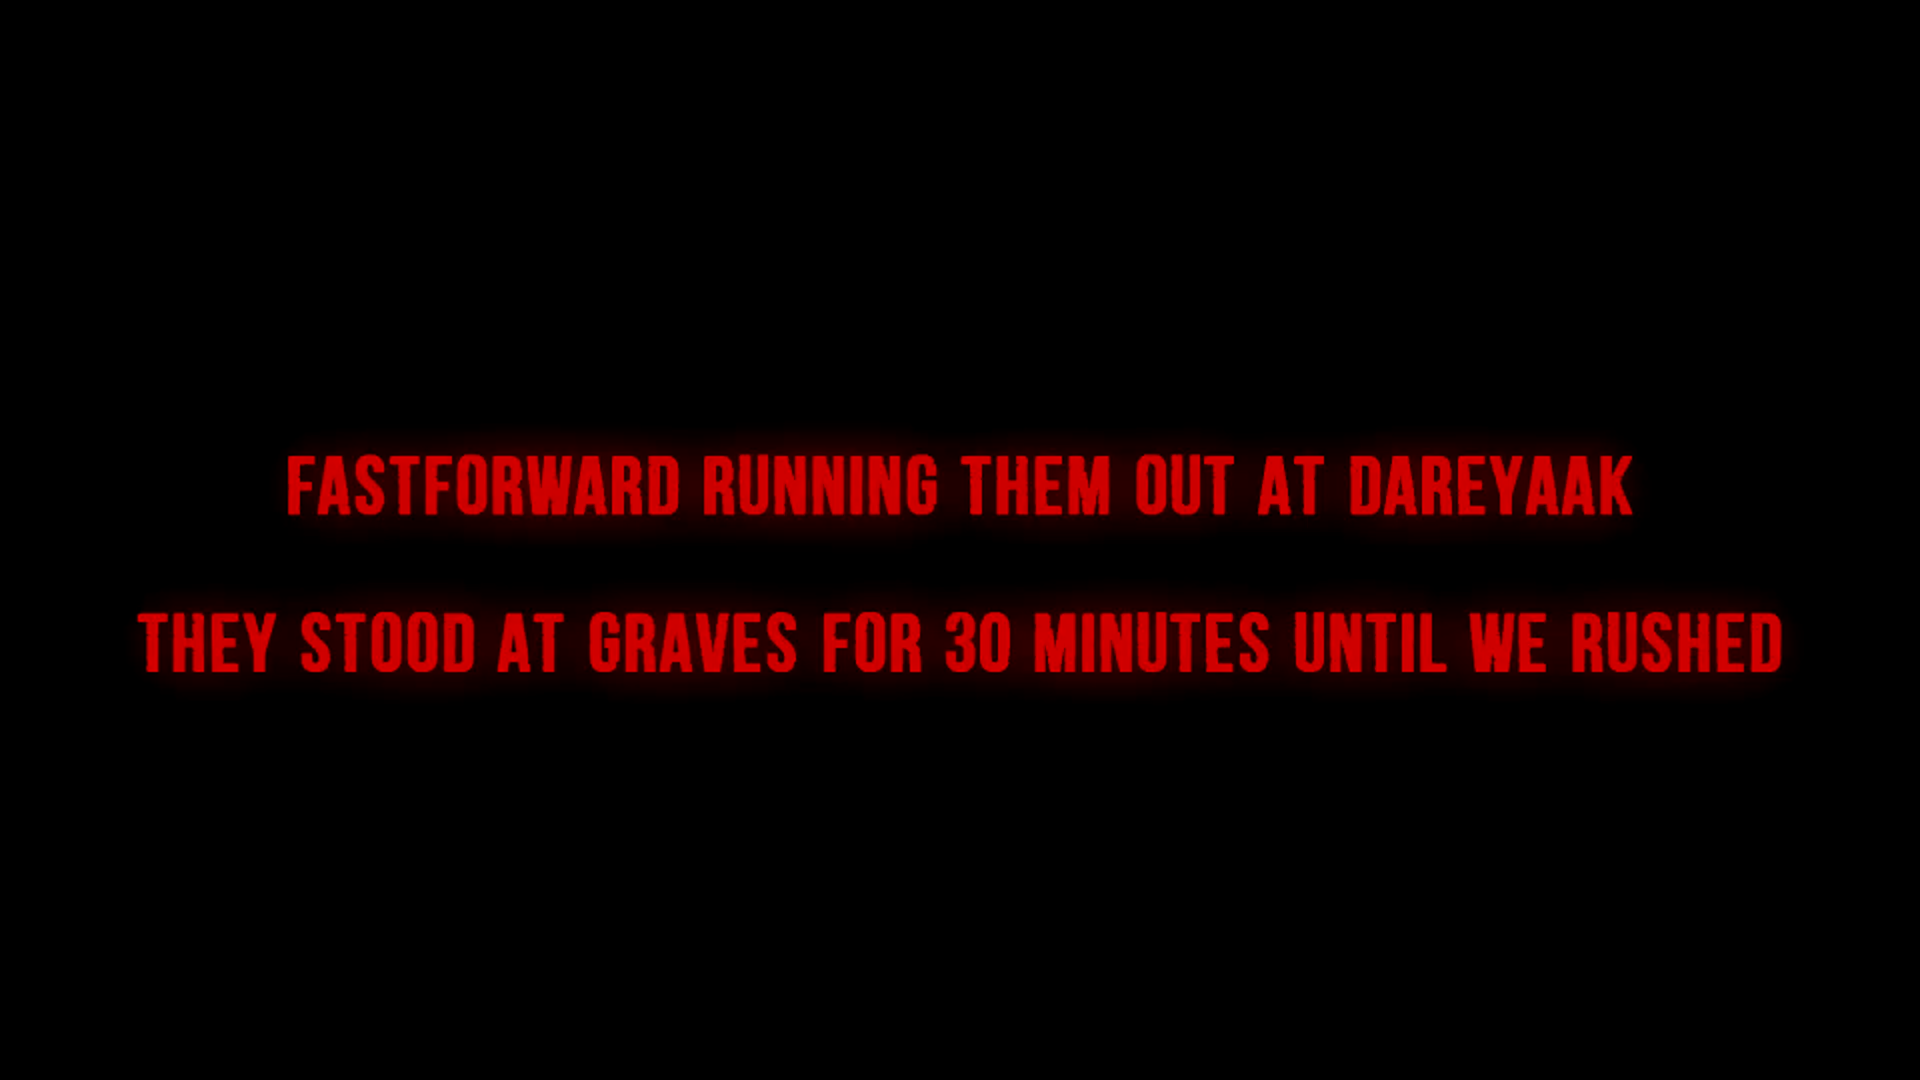 FASTFORWARD RUNNING THEM OUT AT DAREYAAK
THEY STOOD AT GRAVES FOR 30 MINUTES UNTIL WE RUSHED